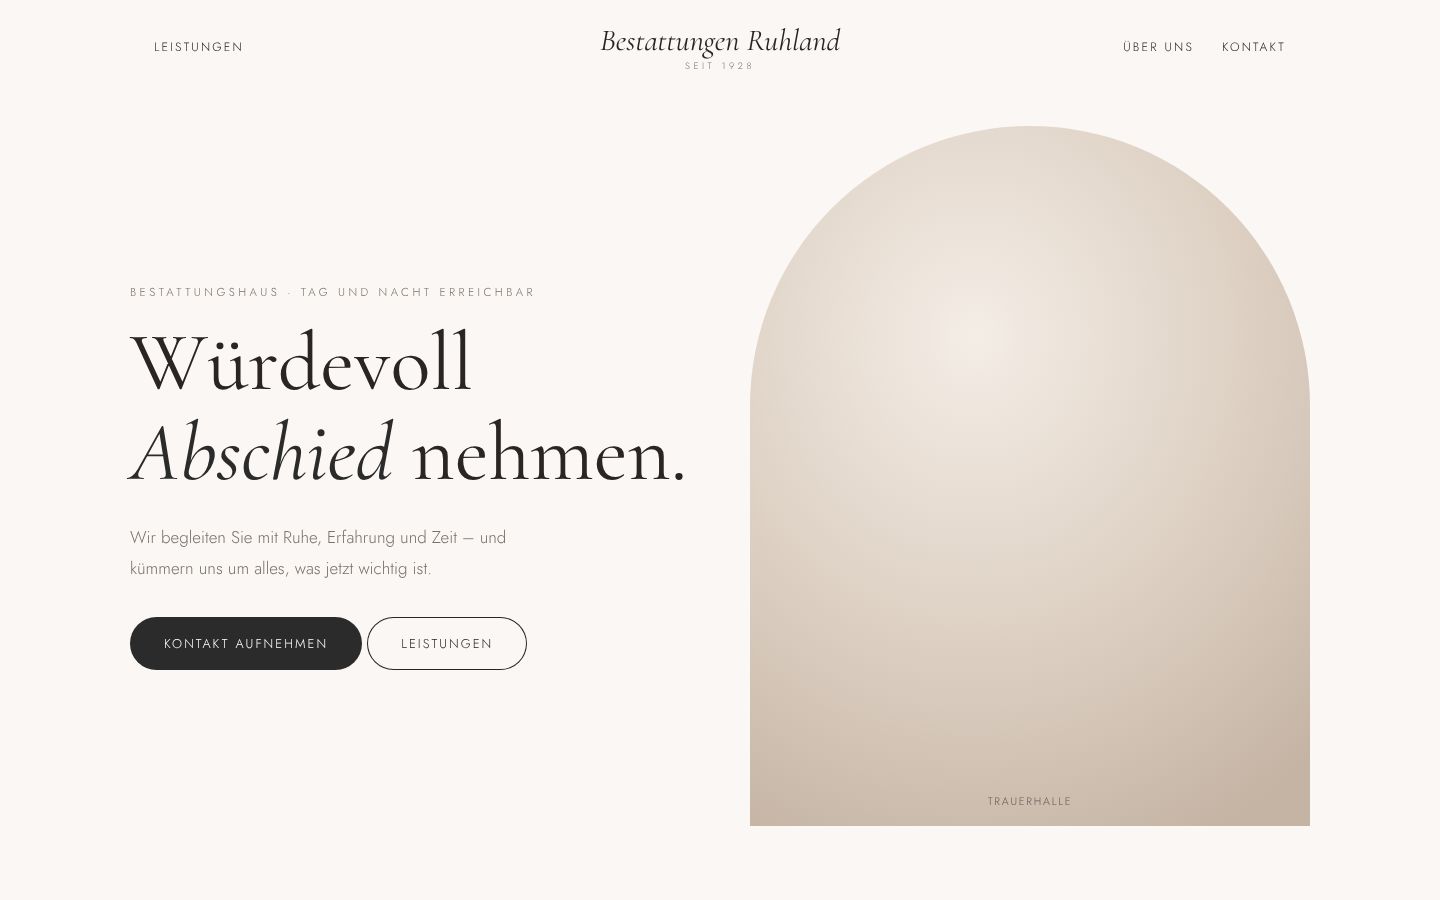 LEISTUNGEN
Bestattungen Ruhland
SEIT 1928
ÜBER UNS
KONTAKT
BESTATTUNGSHAUS · TAG UND NACHT ERREICHBAR
Würdevoll
Abschied nehmen.
Wir begleiten Sie mit Ruhe, Erfahrung und Zeit – und
kümmern uns um alles, was jetzt wichtig ist.
KONTAKT AUFNEHMEN
LEISTUNGEN
TRAUERHALLE